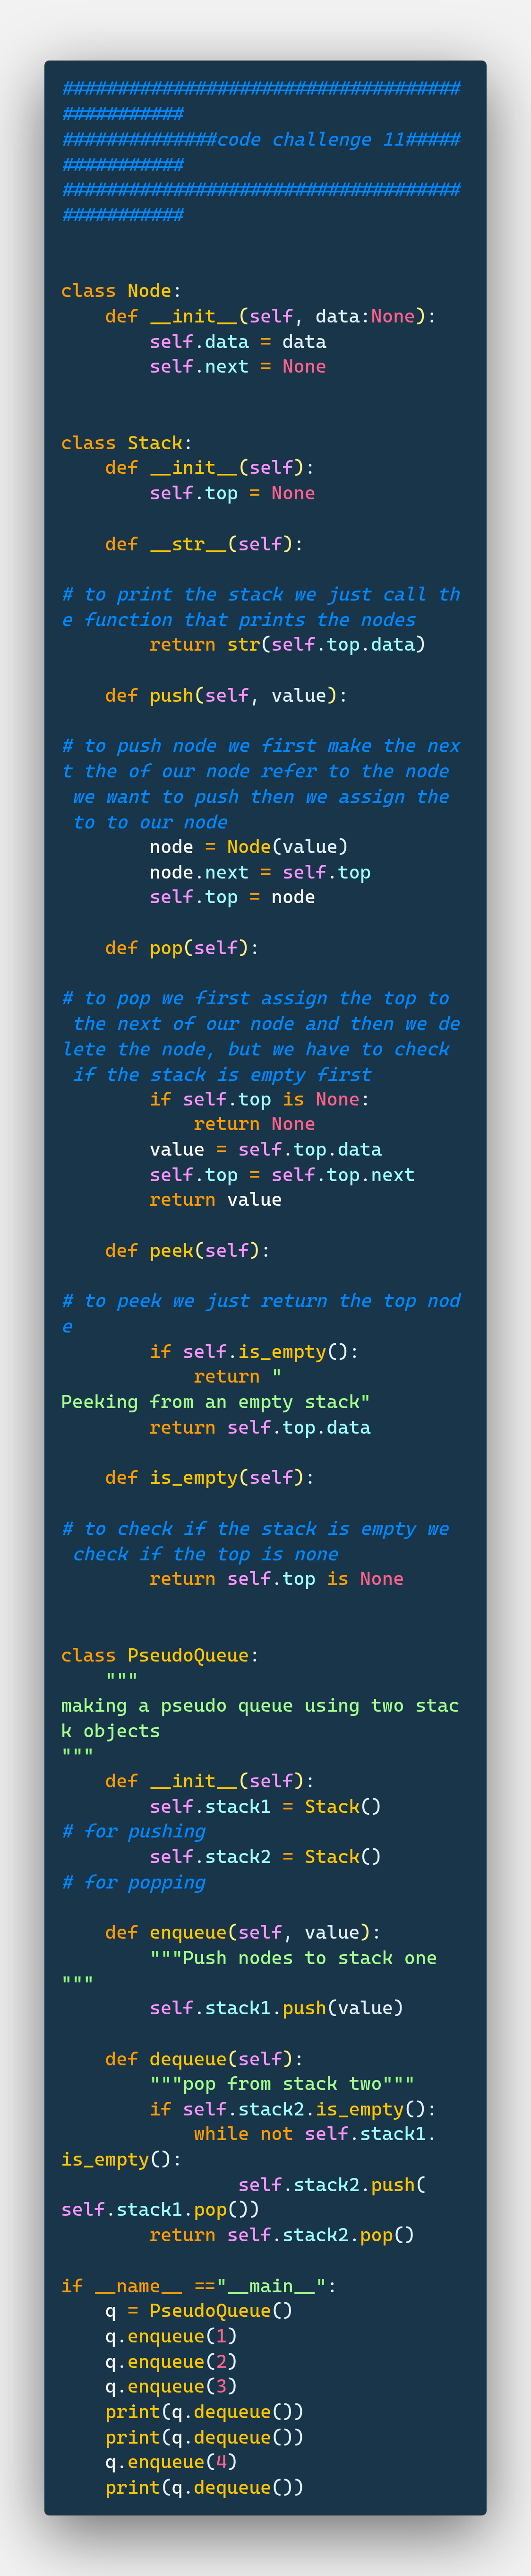 ####################################
###########
##############code challenge 11#####
###########
####################################
###########
class Node:
    def __init__(self, data:None):
        self.data = data
        self.next = None
class Stack:
    def __init__(self):
        self.top = None
    def __str__(self):
# to print the stack we just call th
e function that prints the nodes
        return str(self.top.data)
    def push(self, value):
# to push node we first make the nex
t the of our node refer to the node
 we want to push then we assign the
 to to our node
        node = Node(value)
        node.next = self.top
        self.top = node
    def pop(self):
# to pop we first assign the top to
 the next of our node and then we de
lete the node, but we have to check
 if the stack is empty first
        if self.top is None:
            return None
        value = self.top.data
        self.top = self.top.next
        return value
    def peek(self):
# to peek we just return the top nod
e
        if self.is_empty():
            return "
Peeking from an empty stack"
        return self.top.data
    def is_empty(self):
# to check if the stack is empty we
 check if the top is none
        return self.top is None
class PseudoQueue:
    """
making a pseudo queue using two stac
k objects
"""
    def __init__(self):
        self.stack1 = Stack()
# for pushing
        self.stack2 = Stack()
# for popping
    def enqueue(self, value):
        """Push nodes to stack one
"""
        self.stack1.push(value)
    def dequeue(self):
        """pop from stack two"""
        if self.stack2.is_empty():
            while not self.stack1.
is_empty():
                self.stack2.push(
self.stack1.pop())
        return self.stack2.pop()
if __name__ =="__main__":
    q = PseudoQueue()
    q.enqueue(1)
    q.enqueue(2)
    q.enqueue(3)
    print(q.dequeue())
    print(q.dequeue())
    q.enqueue(4)
    print(q.dequeue())